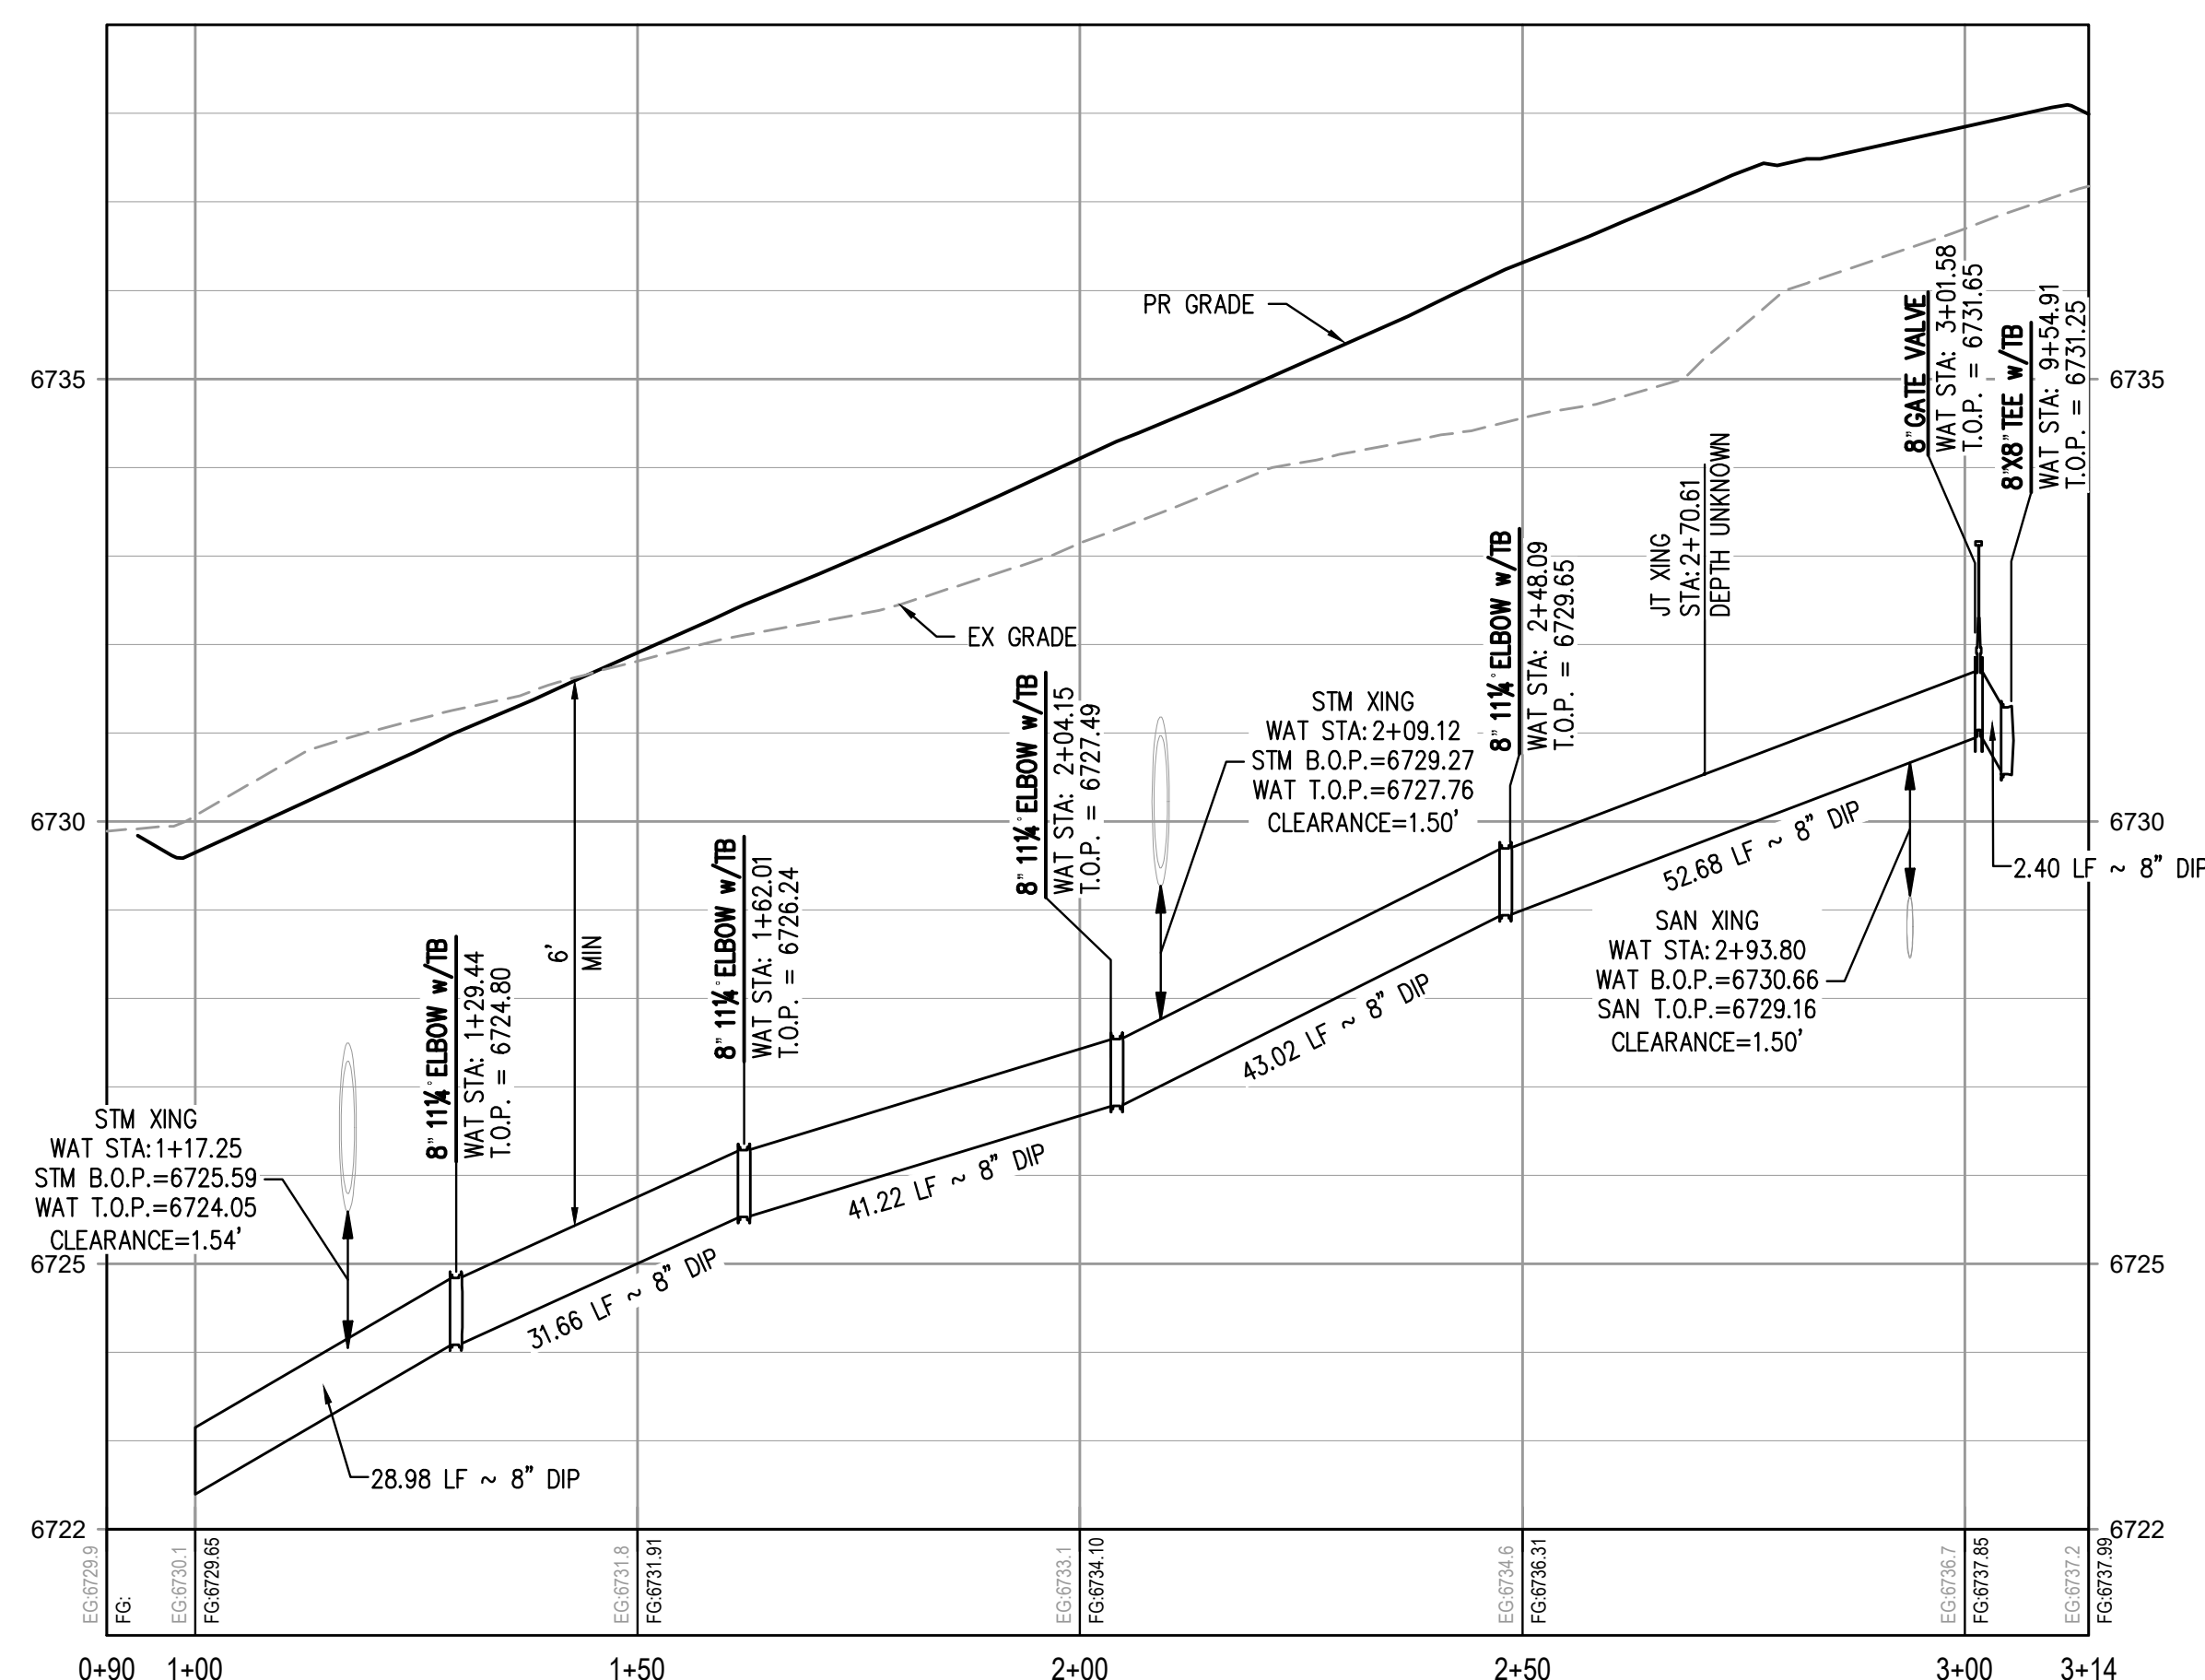 PR GRADE
EX GRADE
6735
6735
6730
6730
6725
6725
6722
6722
STM XING
WAT STA:1+17.25
STM B.O.P.=6725.59
WAT T.O.P.=6724.05
CLEARANCE=1.54'
8" 11¼° ELBOW w/TB
WAT STA: 1+29.44
T.O.P. = 6724.80
6'
MIN
8" 11¼° ELBOW w/TB
WAT STA: 1+62.01
T.O.P. = 6726.24
8" 11¼° ELBOW w/TB
WAT STA: 2+04.15
T.O.P. = 6727.49
STM XING
WAT STA:2+09.12
STM B.O.P.=6729.27
WAT T.O.P.=6727.76
CLEARANCE=1.50'
8" 11¼° ELBOW w/TB
WAT STA: 2+48.09
T.O.P. = 6729.65
JT XING
STA:2+70.61
DEPTH UNKNOWN
8" GATE VALVE
WAT STA: 3+01.58
T.O.P. = 6731.65
8"X8" TEE w/TB
WAT STA: 9+54.91
T.O.P. = 6731.25
SAN XING
WAT STA:2+93.80
WAT B.O.P.=6730.66
SAN T.O.P.=6729.16
CLEARANCE=1.50'
28.98 LF ~ 8" DIP
31.66 LF ~ 8" DIP
41.22 LF ~ 8" DIP
43.02 LF ~ 8" DIP
52.68 LF ~ 8" DIP
2.40 LF ~ 8" DIP
EG:6729.9
FG:
EG:6730.1
FG:6729.65
EG:6731.8
FG:6731.91
EG:6733.1
FG:6734.10
EG:6734.6
FG:6736.31
EG:6736.7
FG:6737.85
EG:6737.2
FG:6737.99
0+90 1+00 1+50 2+00 2+50 3+00 3+14